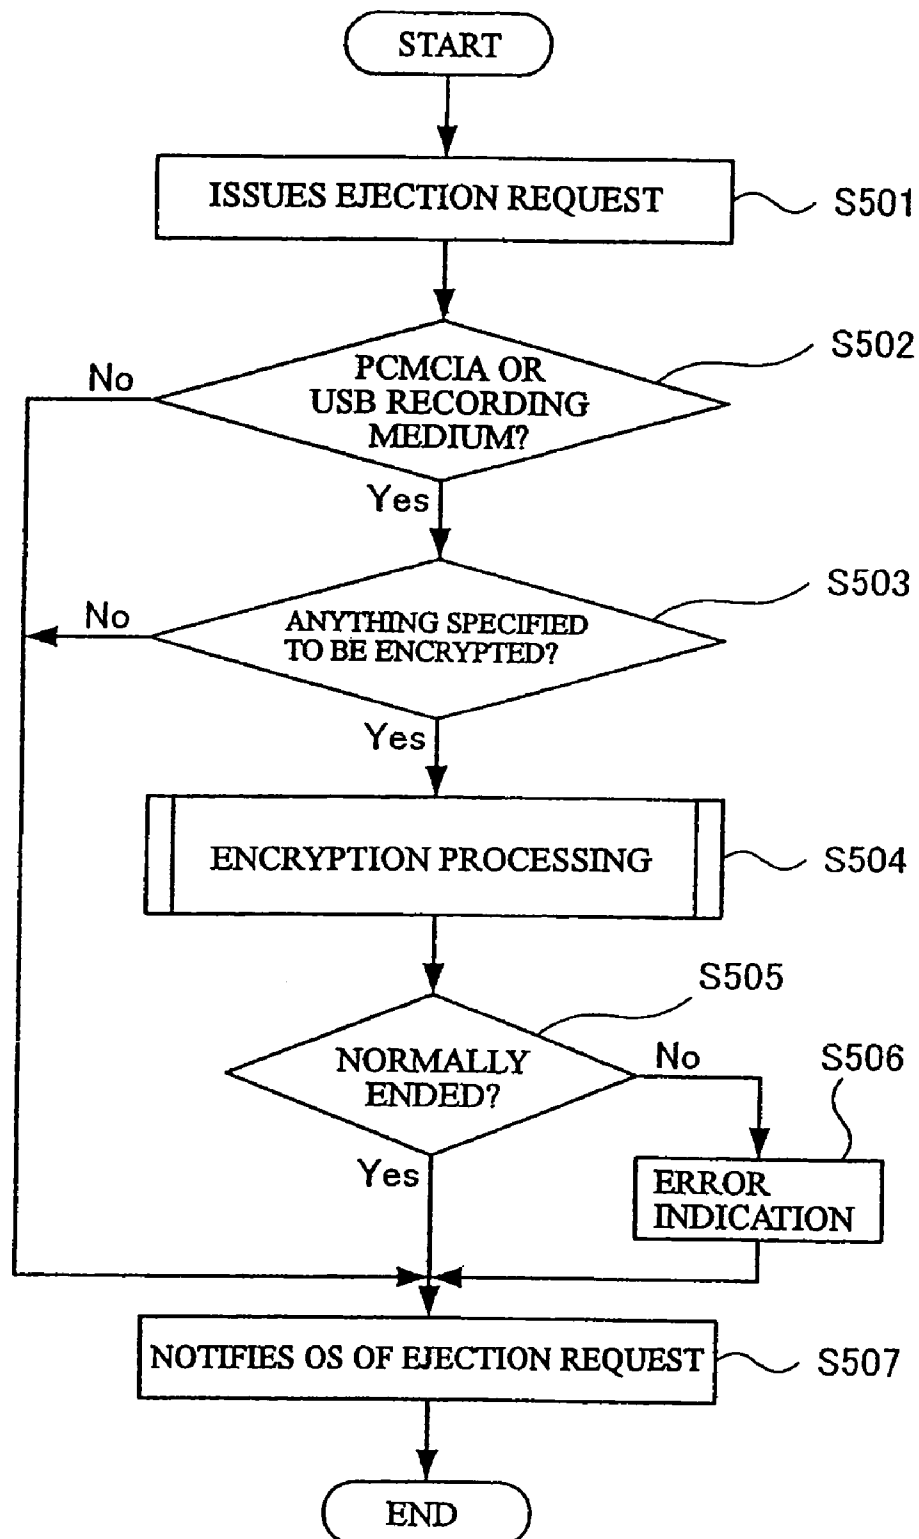 START
ISSUES EJECTION REQUEST
S501
S502
PCMCIA OR
USB RECORDING
MEDIUM?
No
Yes
S503
ANYTHING SPECIFIED
TO BE ENCRYPTED?
No
Yes
ENCRYPTION PROCESSING
S504
S505
NORMALLY
ENDED?
No
S506
Yes
ERROR
INDICATION
NOTIFIES OS OF EJECTION REQUEST
S507
END